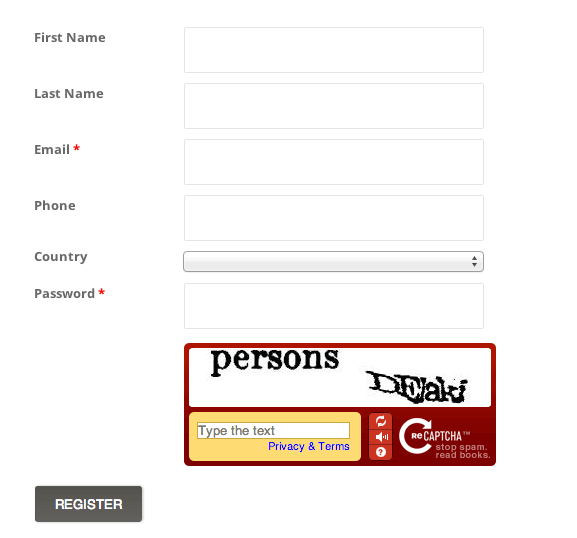 First Name
Last Name
Email *
Phone
Country
Password *
persons
Type the text
Privacy & Terms
reCAPTCHA™
stop spam.
read books.
REGISTER